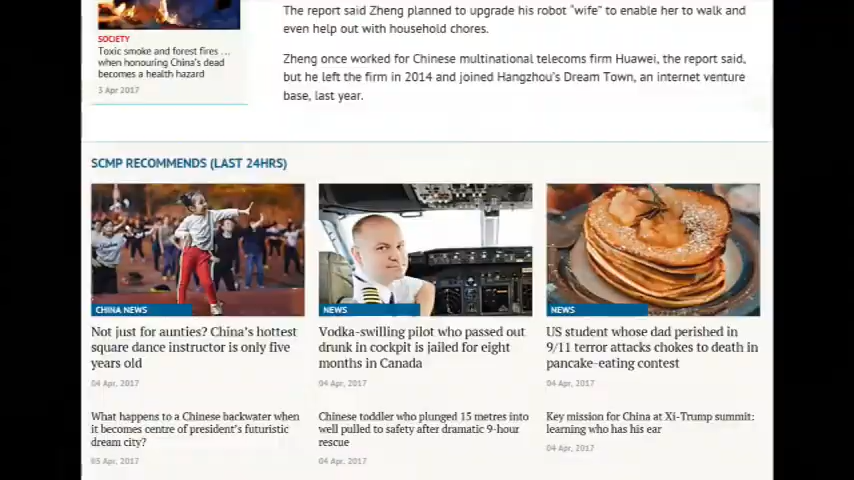 The report said Zheng planned to upgrade his robot "wife" to enable her to walk and
even help out with household chores.
SOCIETY
Toxic smoke and forest fires …
when honouring China's dead
becomes a health hazard
3 Apr 2017
Zheng once worked for Chinese multinational telecoms firm Huawei, the report said,
but he left the firm in 2014 and joined Hangzhou's Dream Town, an internet venture
base, last year.
SCMP RECOMMENDS (LAST 24HRS)
CHINA NEWS
Not just for aunties? China's hottest
square dance instructor is only five
years old
04 Apr, 2017
NEWS
Vodka-swilling pilot who passed out
drunk in cockpit is jailed for eight
months in Canada
04 Apr, 2017
NEWS
US student whose dad perished in
9/11 terror attacks chokes to death in
pancake-eating contest
04 Apr, 2017
What happens to a Chinese backwater when
it becomes centre of president's futuristic
dream city?
03 Apr, 2017
Chinese toddler who plunged 15 metres into
well pulled to safety after dramatic 9-hour
rescue
04 Apr, 2017
Key mission for China at Xi-Trump summit:
learning who has his ear
04 Apr, 2017